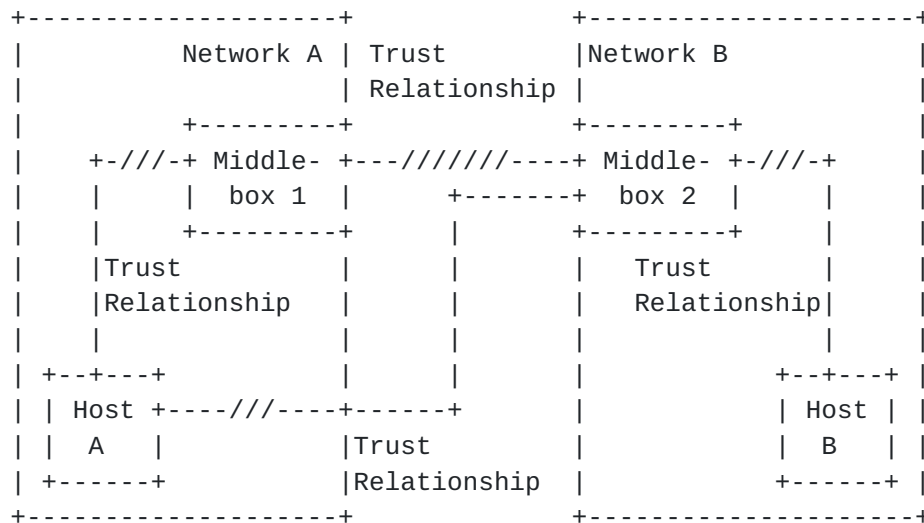 +---------------------+              +---------------------+
|          Network A | Trust        |Network B            |
|                     | Relationship |                     |
|          +---------+              +---------+           |
|    +-///-+ Middle- +---///////----+ Middle- +-///-+     |
|    |     |  box 1  |      +-------+  box 2  |     |     |
|    |     +---------+      |       +---------+     |     |
|    |Trust               |      |       |   Trust       |     |
|    |Relationship        |      |       |   Relationship|     |
|    |                    |      |       |               |     |
| +--+---+                |      |       |            +--+---+ |
| | Host +----///----+------+       |            | Host | |
| |  A   |           |Trust         |            |  B   | |
| +------+           |Relationship  |            +------+ |
+---------------------+              +---------------------+